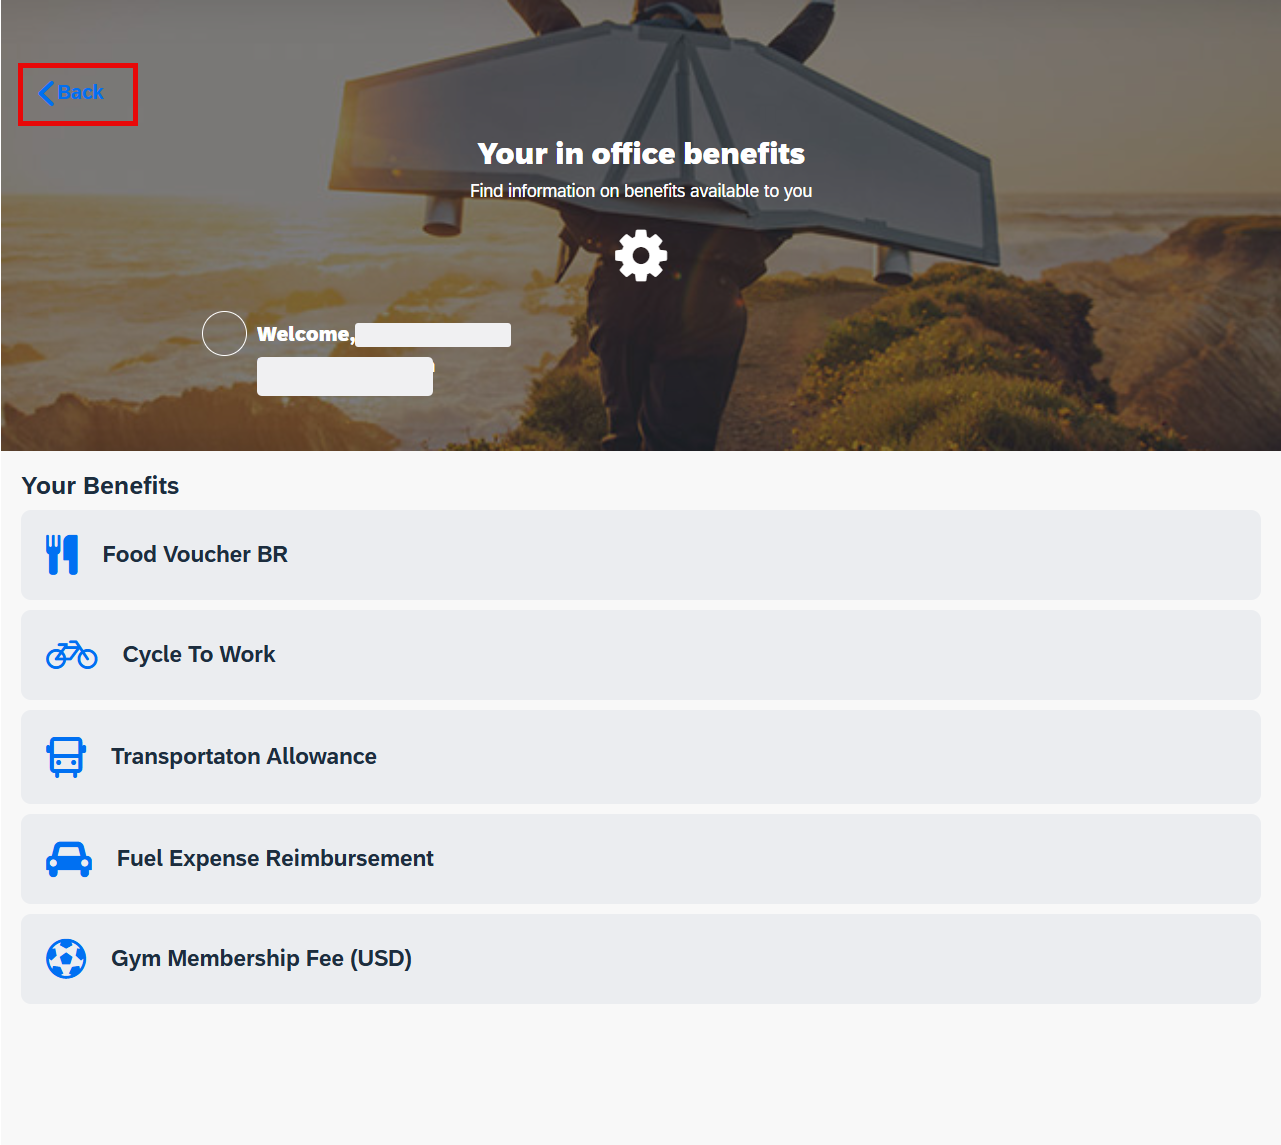 Back
Your in office benefits
Find information on benefits available to you
Welcome,
Your Benefits
Food Voucher BR
Cycle To Work
Transportaton Allowance
Fuel Expense Reimbursement
Gym Membership Fee (USD)